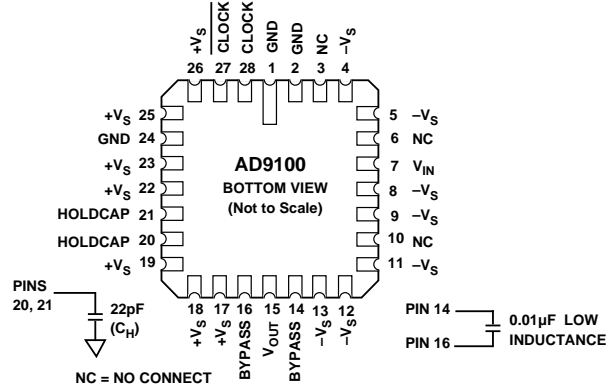 +VS CLOCK CLOCK GND GND NC –VS
26 27 28 1 2 3 4
+VS 25
GND 24
+VS 23
+VS 22
HOLDCAP 21
HOLDCAP 20
+VS 19
AD9100
BOTTOM VIEW
(Not to Scale)
5 –VS
6 NC
7 VIN
8 –VS
9 –VS
10 NC
11 –VS
18 17 16 15 14 13 12
+VS +VS BYPASS VOUT BYPASS –VS –VS
PINS
20, 21
22pF
(CH)
NC = NO CONNECT
PIN 14
PIN 16
0.01µF LOW
INDUCTANCE